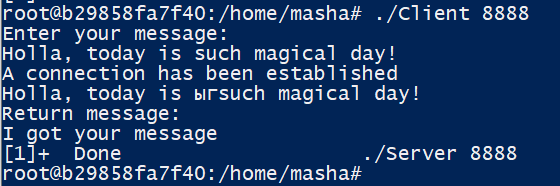 root@b29858fa7f40:/home/masha# ./Client 8888
Enter your message:
Holla, today is such magical day!
A connection has been established
Holla, today is ыгsuch magical day!
Return message:
I got your message
[1]+  Done                    ./Server 8888
root@b29858fa7f40:/home/masha#